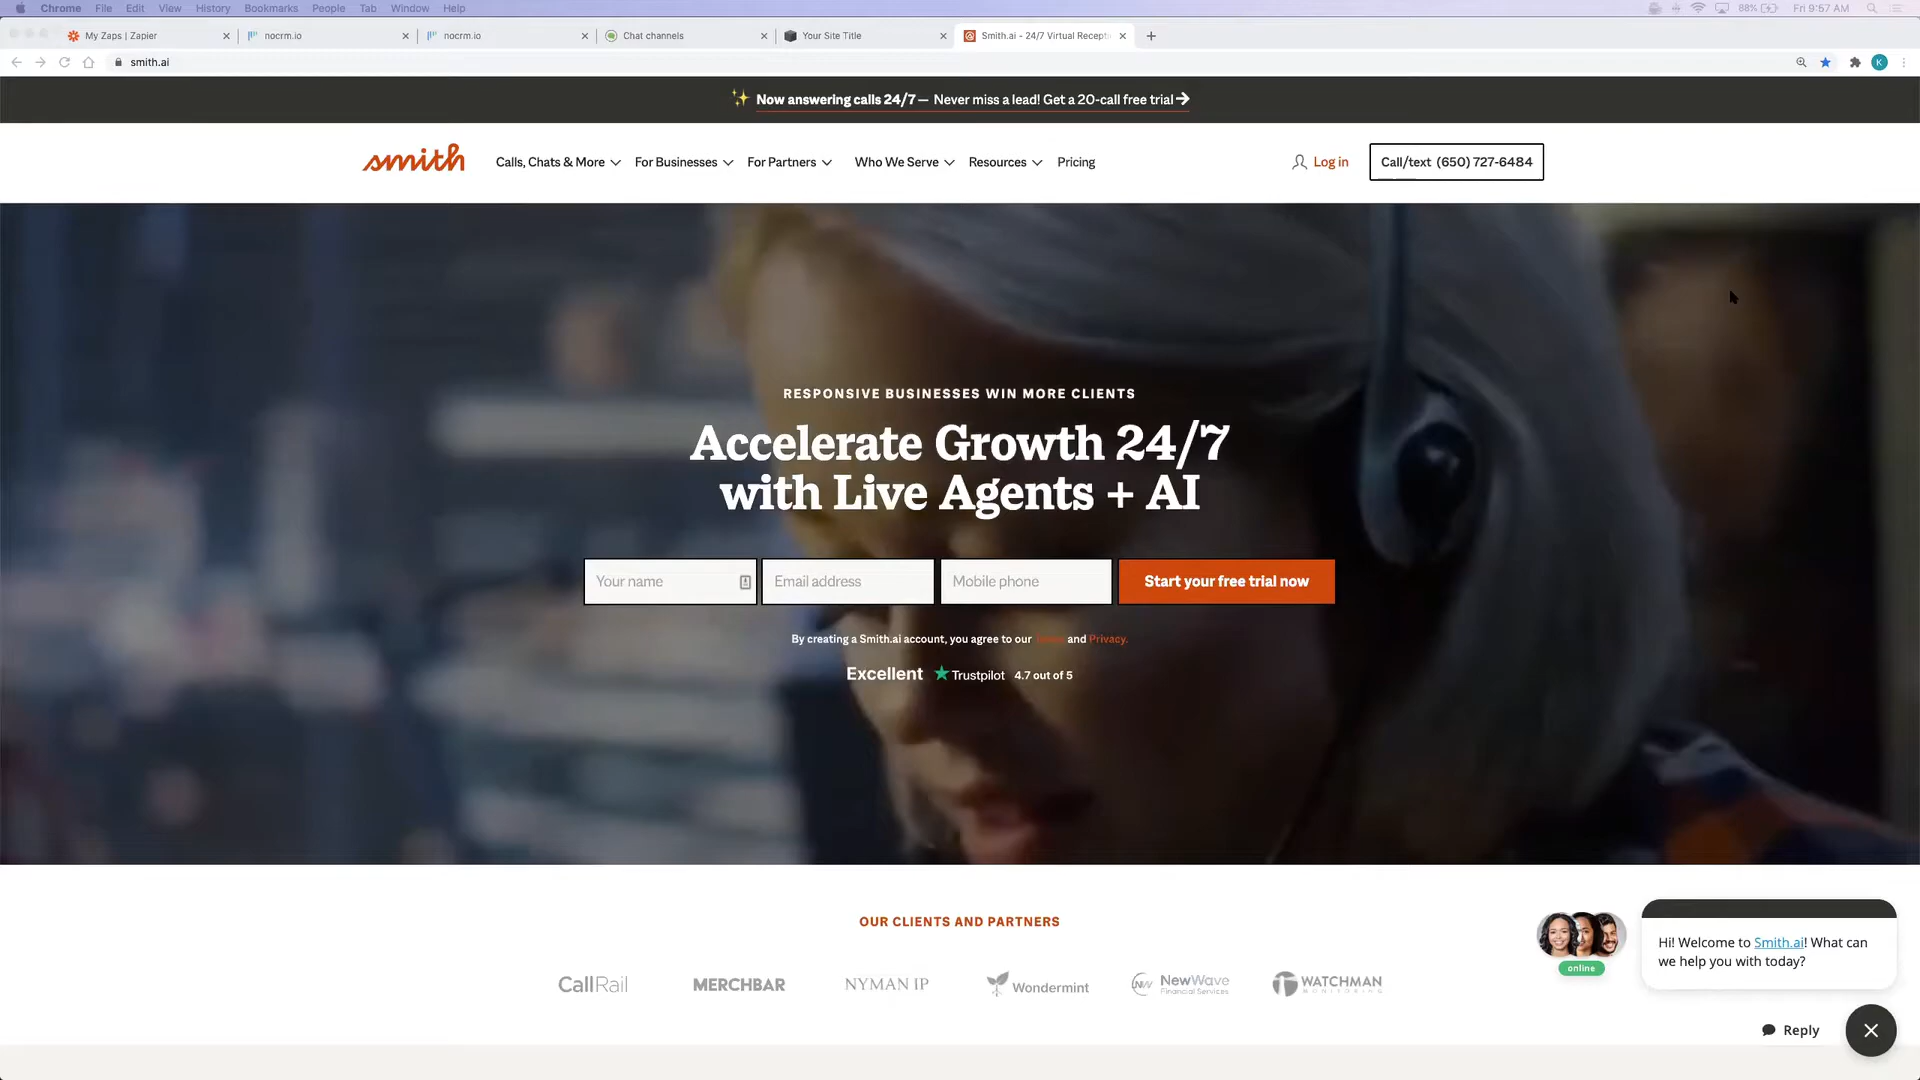 Chrome File Edit View History Bookmarks People Tab Window Help 88% Fri 9:57 AM
My Zaps | Zapier nocrm.io nocrm.io Chat channels Your Site Title Smith.ai - 24/7 Virtual Recept
smith.ai K
Now answering calls 24/7 — Never miss a lead! Get a 20-call free trial
smith Calls, Chats & More For Businesses For Partners Who We Serve Resources Pricing Log in Call/text (650) 727-6484
RESPONSIVE BUSINESSES WIN MORE CLIENTS
Accelerate Growth 24/7
with Live Agents + AI
Your name Email address Mobile phone Start your free trial now
By creating a Smith.ai account, you agree to our and Privacy.
Excellent Trustpilot 4.7 out of 5
OUR CLIENTS AND PARTNERS
CallRail MERCHBAR NYMAN IP Wondermint NW NewWave Financial Services WATCHMAN MONITORING
online
Hi! Welcome to Smith.ai! What can
we help you with today?
Reply